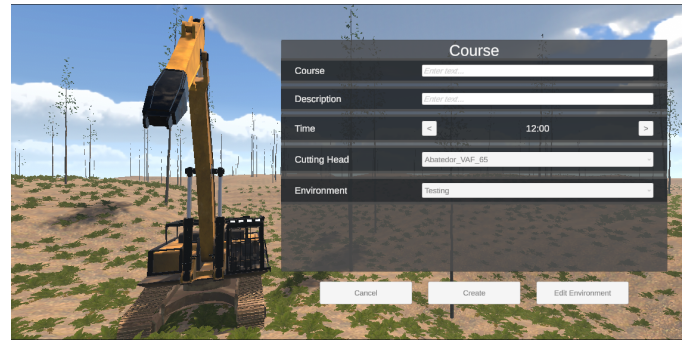 Course
Course Enter text...
Description Enter text...
Time < 12:00 >
Cutting Head Abatedor_VAF_65
Environment Testing
Cancel Create Edit Environment